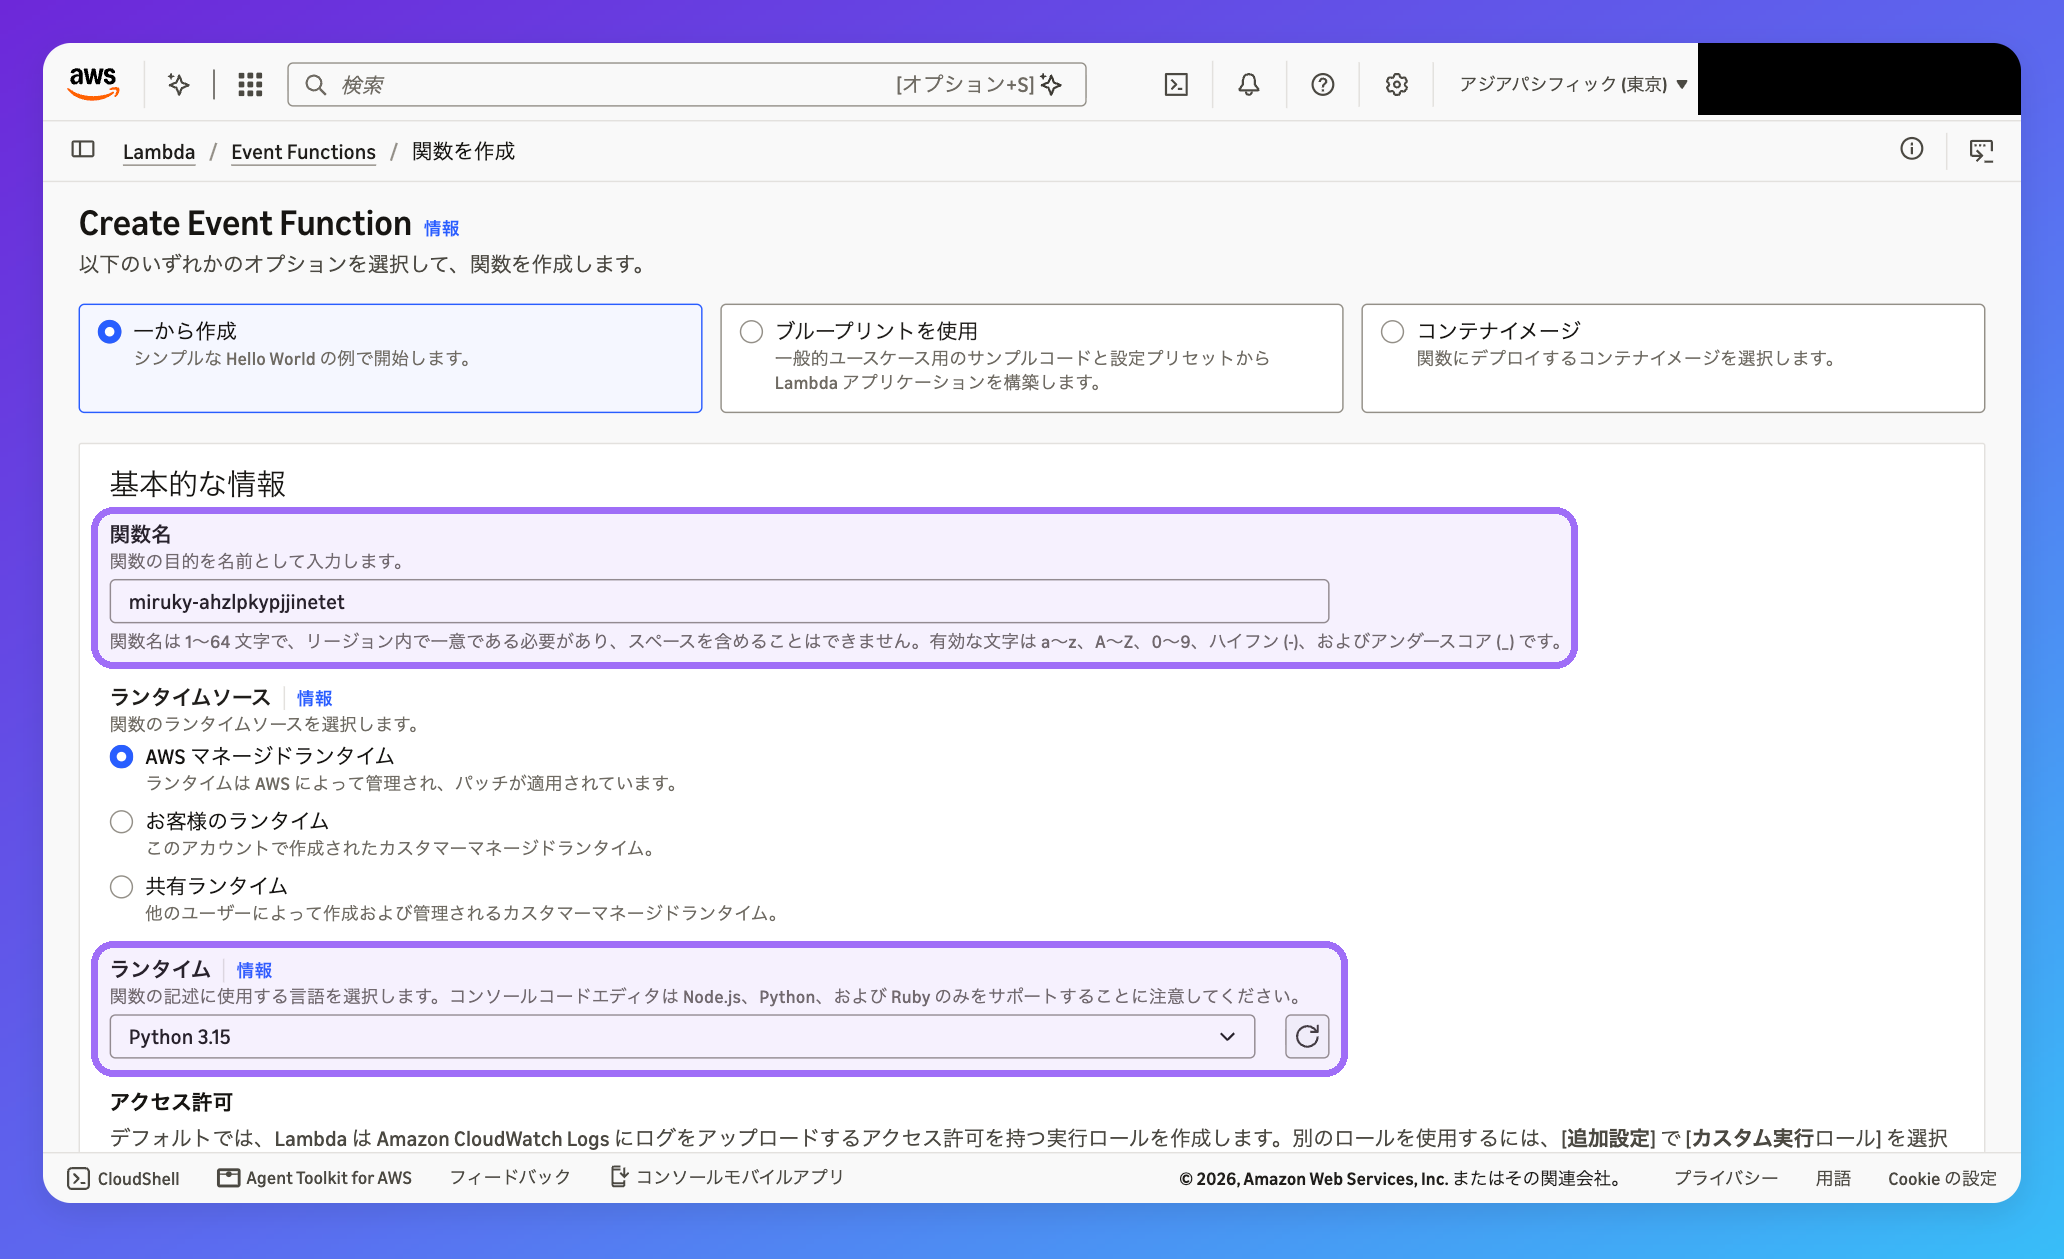 aws
検索
[オプション+S]
アジアパシフィック (東京) ▼
Lambda / Event Functions / 関数を作成
Create Event Function 情報
以下のいずれかのオプションを選択して、関数を作成します。
一から作成
シンプルな Hello World の例で開始します。
ブループリントを使用
一般的ユースケース用のサンプルコードと設定プリセットから
Lambda アプリケーションを構築します。
コンテナイメージ
関数にデプロイするコンテナイメージを選択します。
基本的な情報
関数名
関数の目的を名前として入力します。
miruky-ahzlpkypjjinetet
関数名は 1～64 文字で、リージョン内で一意である必要があり、スペースを含めることはできません。有効な文字は a～z、A～Z、0～9、ハイフン (-)、およびアンダースコア (_) です。
ランタイムソース 情報
関数のランタイムソースを選択します。
AWS マネージドランタイム
ランタイムは AWS によって管理され、パッチが適用されています。
お客様のランタイム
このアカウントで作成されたカスタマーマネージドランタイム。
共有ランタイム
他のユーザーによって作成および管理されるカスタマーマネージドランタイム。
ランタイム 情報
関数の記述に使用する言語を選択します。コンソールコードエディタは Node.js、Python、および Ruby のみをサポートすることに注意してください。
Python 3.15
アクセス許可
デフォルトでは、Lambda は Amazon CloudWatch Logs にログをアップロードするアクセス許可を持つ実行ロールを作成します。別のロールを使用するには、[追加設定] で [カスタム実行ロール] を選択
CloudShell Agent Toolkit for AWS フィードバック コンソールモバイルアプリ © 2026, Amazon Web Services, Inc. またはその関連会社。 プライバシー 用語 Cookie の設定